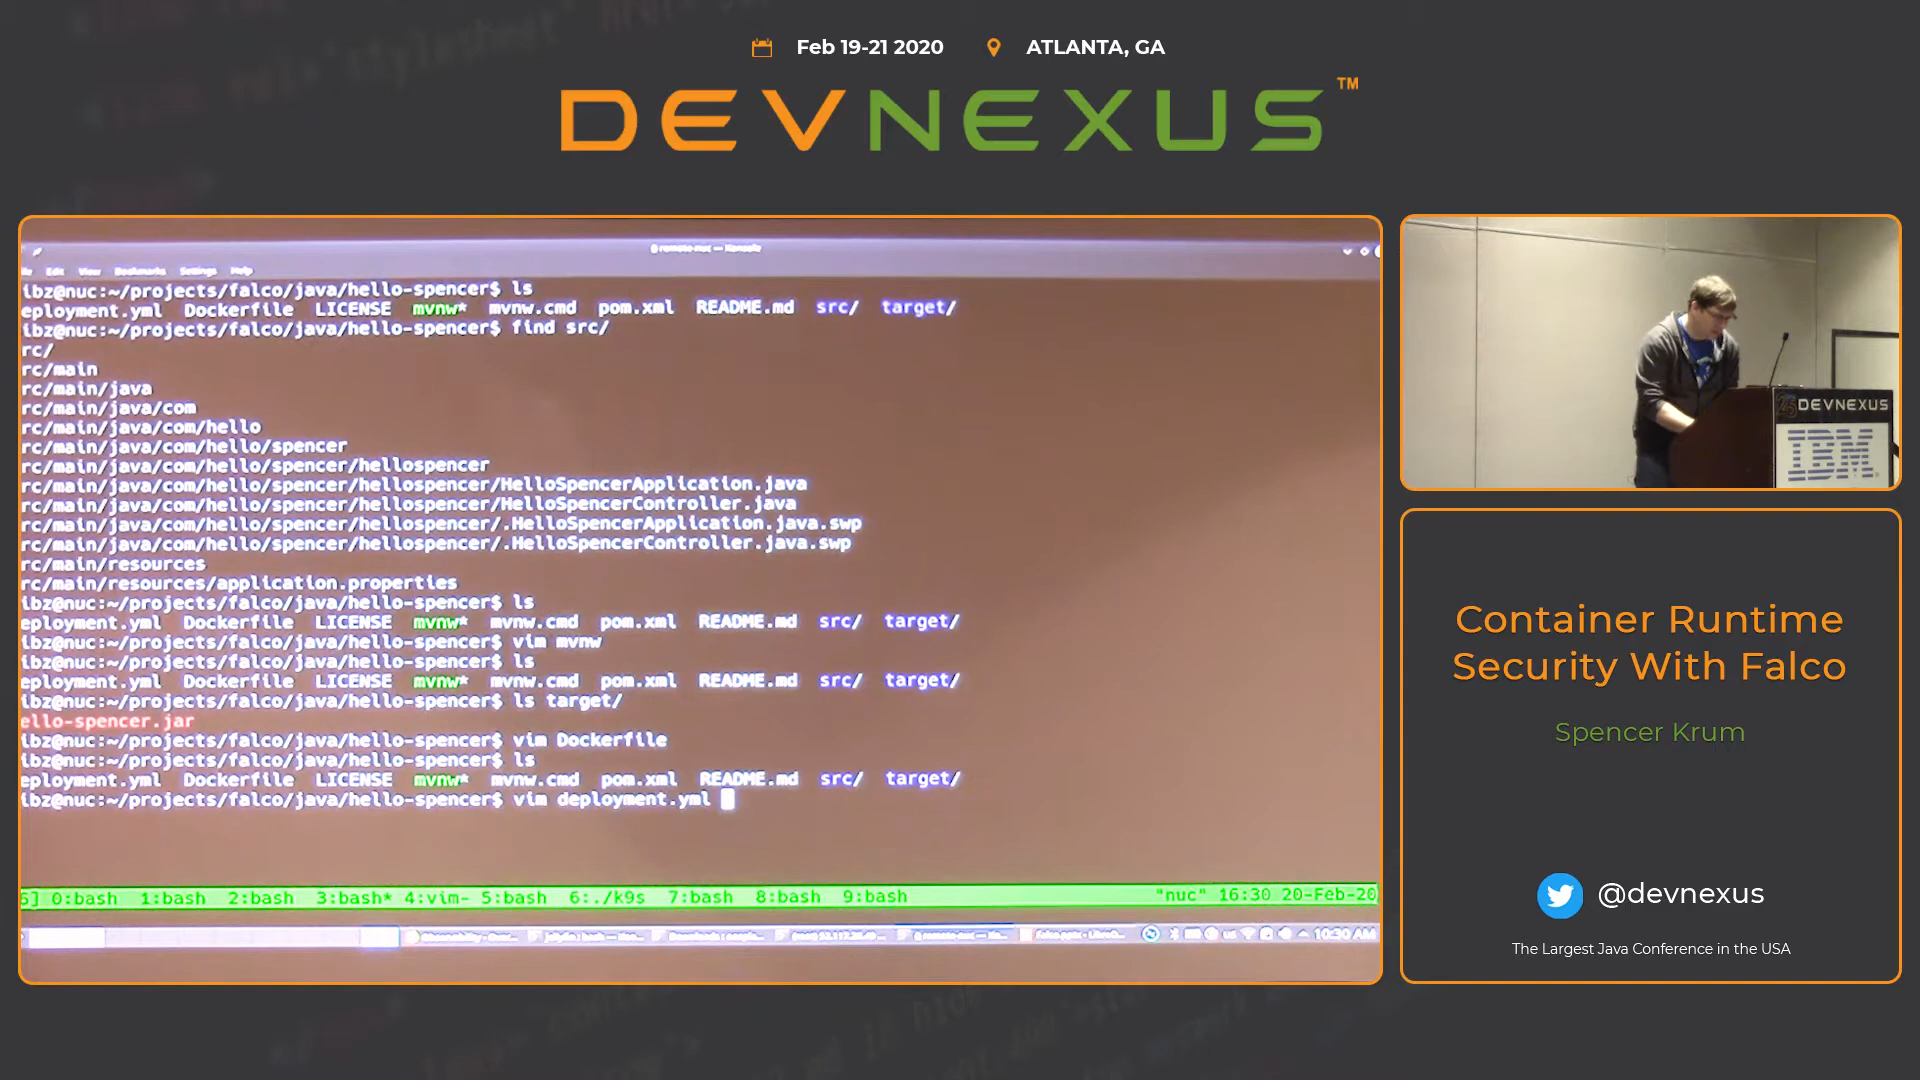 Feb 19-21 2020 ATLANTA, GA
DEVNEXUS™
remote-nuc — Konsole
Edit View Bookmarks Settings Help
ibz@nuc:~/projects/falco/java/hello-spencer$ ls
eployment.yml Dockerfile LICENSE mvnw* mvnw.cmd pom.xml README.md src/ target/
ibz@nuc:~/projects/falco/java/hello-spencer$ find src/
rc/
rc/main
rc/main/java
rc/main/java/com
rc/main/java/com/hello
rc/main/java/com/hello/spencer
rc/main/java/com/hello/spencer/hellospencer
rc/main/java/com/hello/spencer/hellospencer/HelloSpencerApplication.java
rc/main/java/com/hello/spencer/hellospencer/HelloSpencerController.java
rc/main/java/com/hello/spencer/hellospencer/.HelloSpencerApplication.java.swp
rc/main/java/com/hello/spencer/hellospencer/.HelloSpencerController.java.swp
rc/main/resources
rc/main/resources/application.properties
ibz@nuc:~/projects/falco/java/hello-spencer$ ls
eployment.yml Dockerfile LICENSE mvnw* mvnw.cmd pom.xml README.md src/ target/
ibz@nuc:~/projects/falco/java/hello-spencer$ vim mvnw
ibz@nuc:~/projects/falco/java/hello-spencer$ ls
eployment.yml Dockerfile LICENSE mvnw* mvnw.cmd pom.xml README.md src/ target/
ibz@nuc:~/projects/falco/java/hello-spencer$ ls target/
ello-spencer.jar
ibz@nuc:~/projects/falco/java/hello-spencer$ vim Dockerfile
ibz@nuc:~/projects/falco/java/hello-spencer$ ls
eployment.yml Dockerfile LICENSE mvnw* mvnw.cmd pom.xml README.md src/ target/
ibz@nuc:~/projects/falco/java/hello-spencer$ vim deployment.yml
6] 0:bash 1:bash 2:bash 3:bash* 4:vim- 5:bash 6:./k9s 7:bash 8:bash 9:bash "nuc" 16:30 20-Feb-20
10:30 AM
DEVNEXUS
IBM
Container Runtime
Security With Falco
Spencer Krum
@devnexus
The Largest Java Conference in the USA